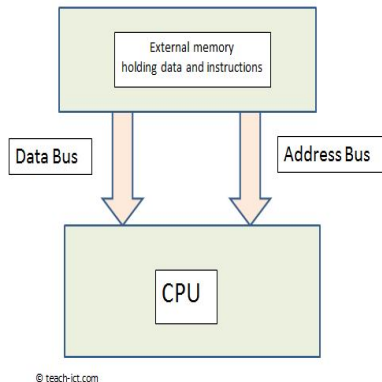 External memory
holding data and instructions
Data Bus
Address Bus
CPU
© teach-ict.com